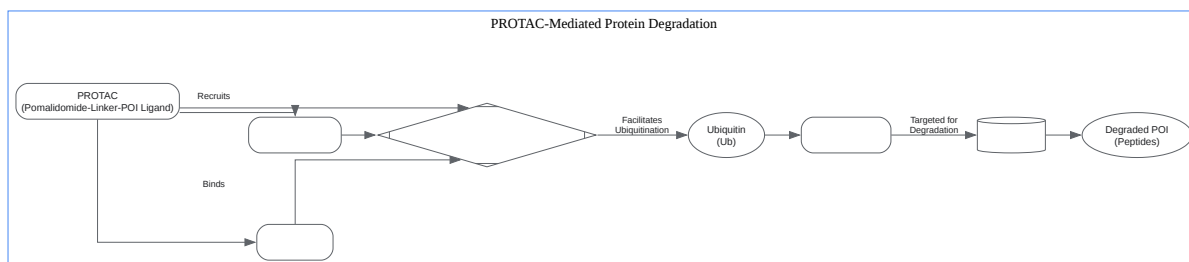 PROTAC-Mediated Protein Degradation
PROTAC
(Pomalidomide-Linker-POI Ligand)
Recruits
Binds
Facilitates
Ubiquitination
Ubiquitin
(Ub)
Targeted for
Degradation
Degraded POI
(Peptides)